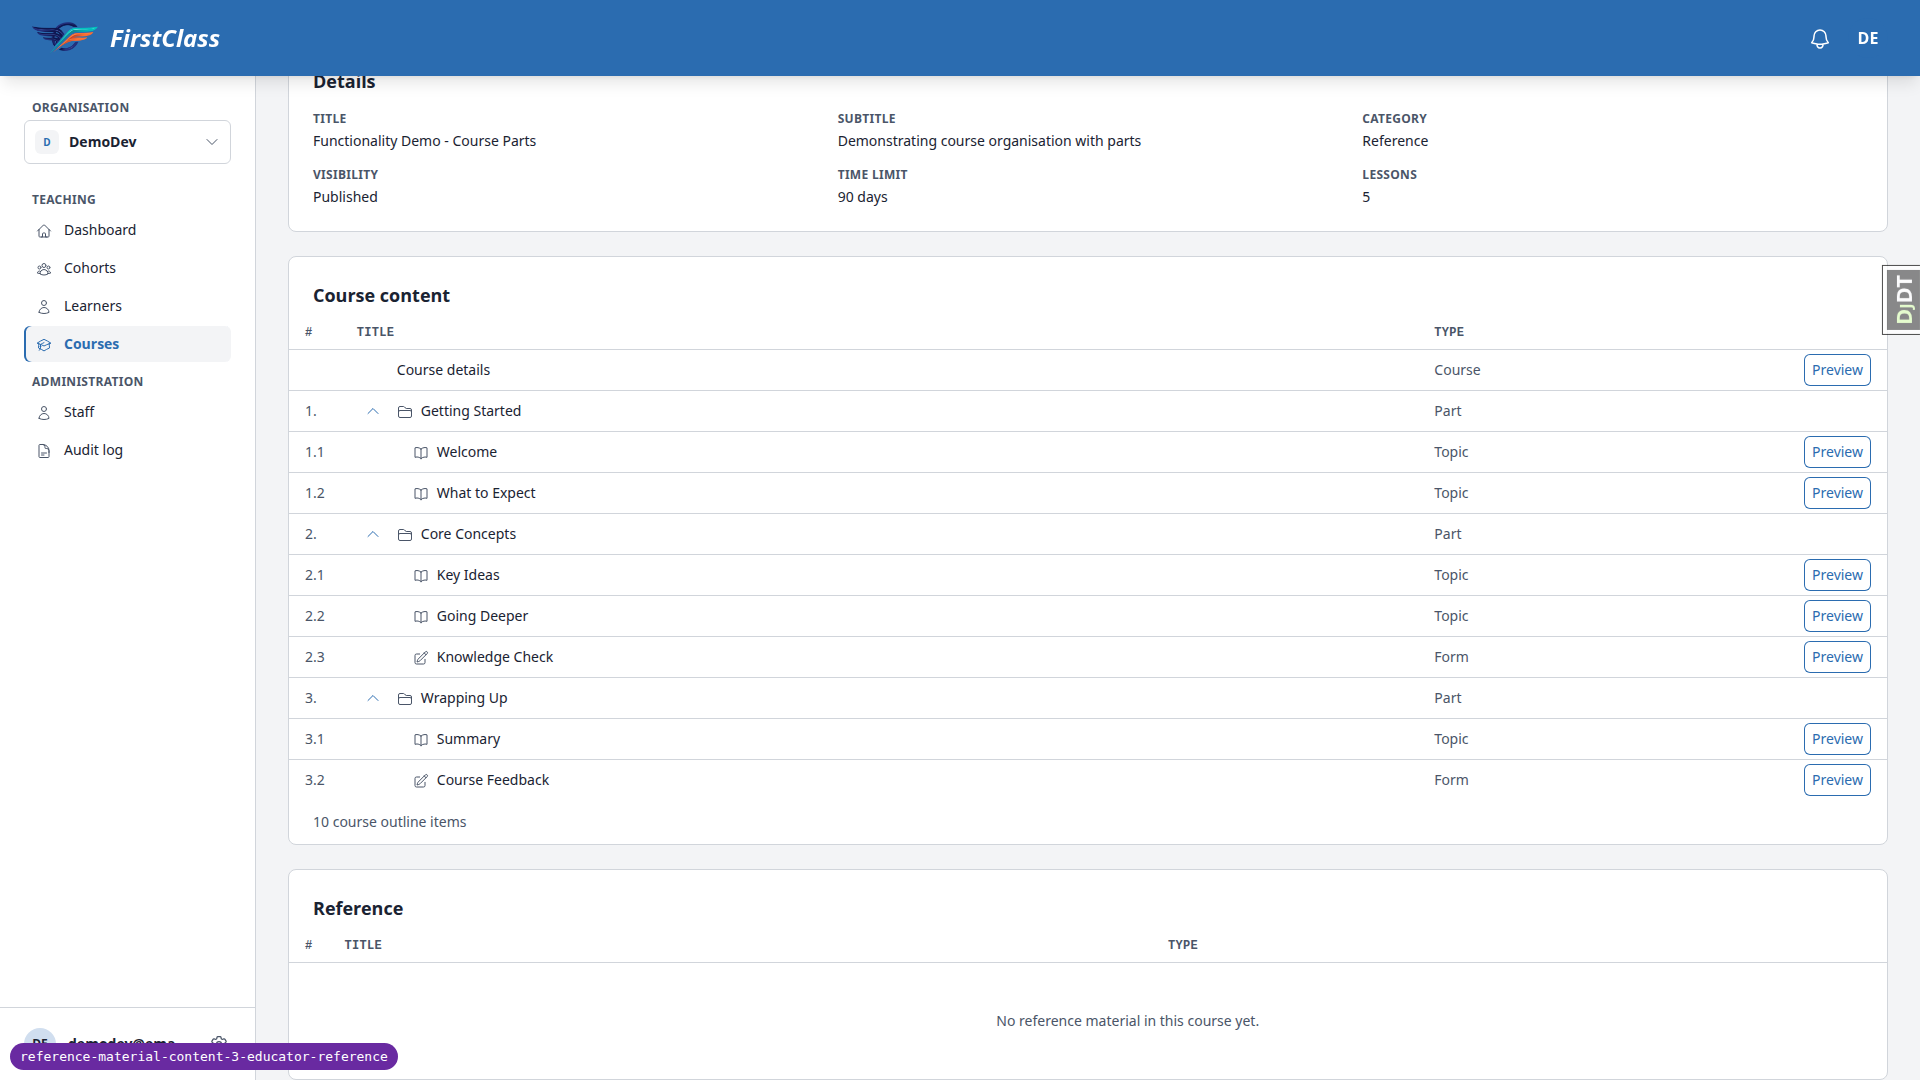 FirstClass
DE
ORGANISATION
D DemoDev
TEACHING
Dashboard
Cohorts
Learners
Courses
ADMINISTRATION
Staff
Audit log
Details
TITLE SUBTITLE CATEGORY
Functionality Demo - Course Parts Demonstrating course organisation with parts Reference
VISIBILITY TIME LIMIT LESSONS
Published 90 days 5
Course content
# TITLE TYPE
Course details Course Preview
1. Getting Started Part
1.1 Welcome Topic Preview
1.2 What to Expect Topic Preview
2. Core Concepts Part
2.1 Key Ideas Topic Preview
2.2 Going Deeper Topic Preview
2.3 Knowledge Check Form Preview
3. Wrapping Up Part
3.1 Summary Topic Preview
3.2 Course Feedback Form Preview
10 course outline items
Reference
# TITLE TYPE
No reference material in this course yet.
DJDT
DE demodev@ema
reference-material-content-3-educator-reference